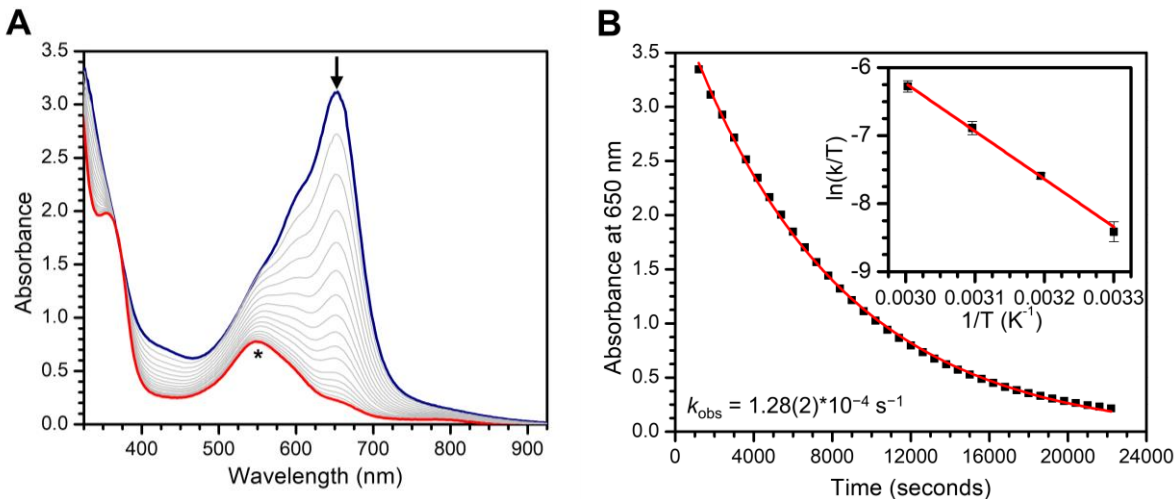 A
3.5
3.0
2.5
2.0
1.5
1.0
0.5
0.0
Absorbance
*
400 500 600 700 800 900
Wavelength (nm)
B
3.5
3.0
2.5
2.0
1.5
1.0
0.5
0.0
Absorbance at 650 nm
k_obs = 1.28(2)*10⁻⁴ s⁻¹
0 4000 8000 12000 16000 20000 24000
Time (seconds)
-6
-7
-8
-9
ln(k/T)
0.0030 0.0031 0.0032 0.0033
1/T (K⁻¹)